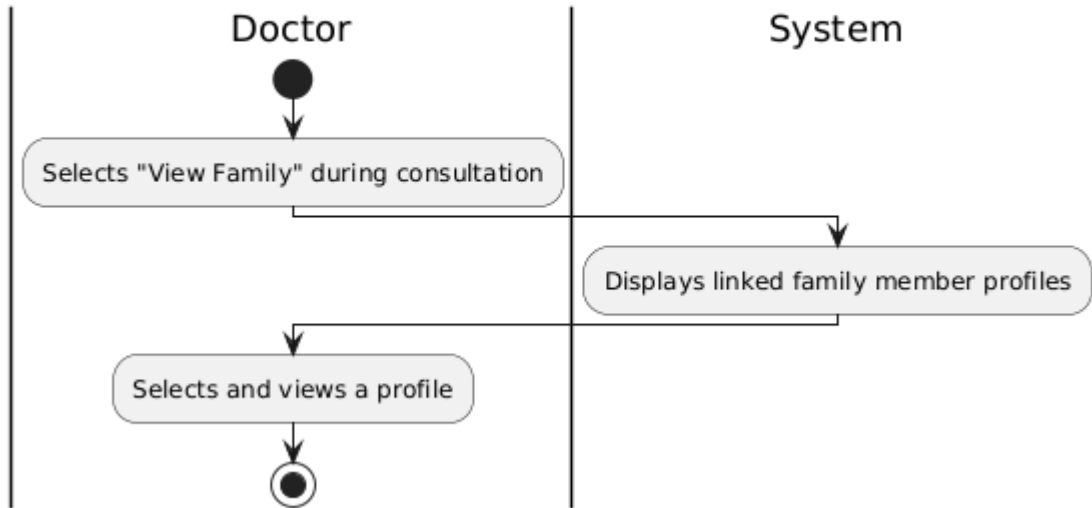 Doctor
System
Selects "View Family" during consultation
Displays linked family member profiles
Selects and views a profile